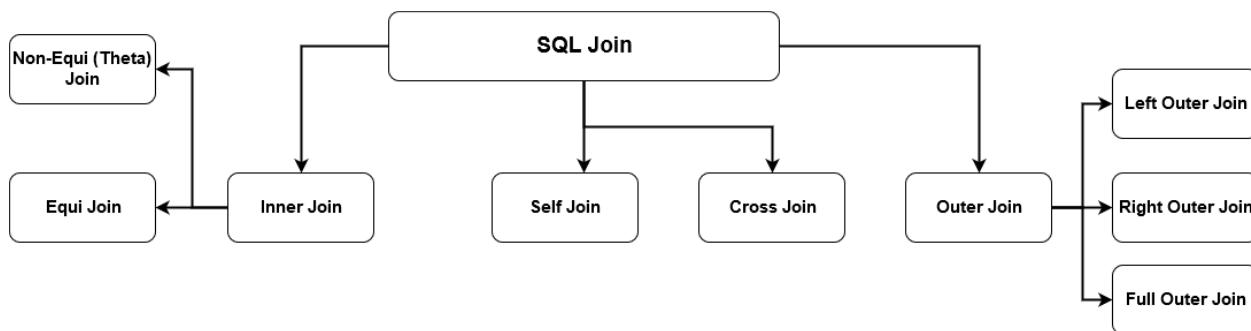 SQL Join
Non-Equi (Theta)
Join
Left Outer Join
Equi Join
Inner Join
Self Join
Cross Join
Outer Join
Right Outer Join
Full Outer Join